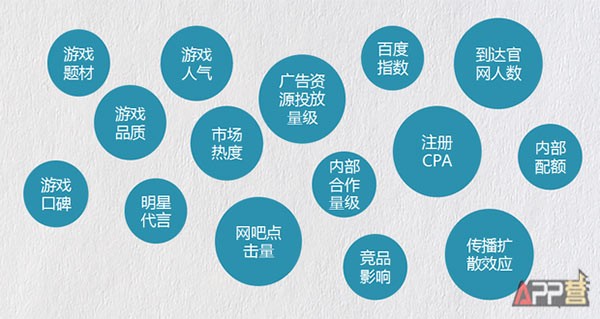 游戏
题材
游戏
人气
广告资
源投放
量级
百度
指数
到达官
网人数
游戏
品质
市场
热度
注册
CPA
内部
配额
游戏
口碑
明星
代言
内部
合作
量级
网吧点
击量
竞品
影响
传播扩
散效应
APP营